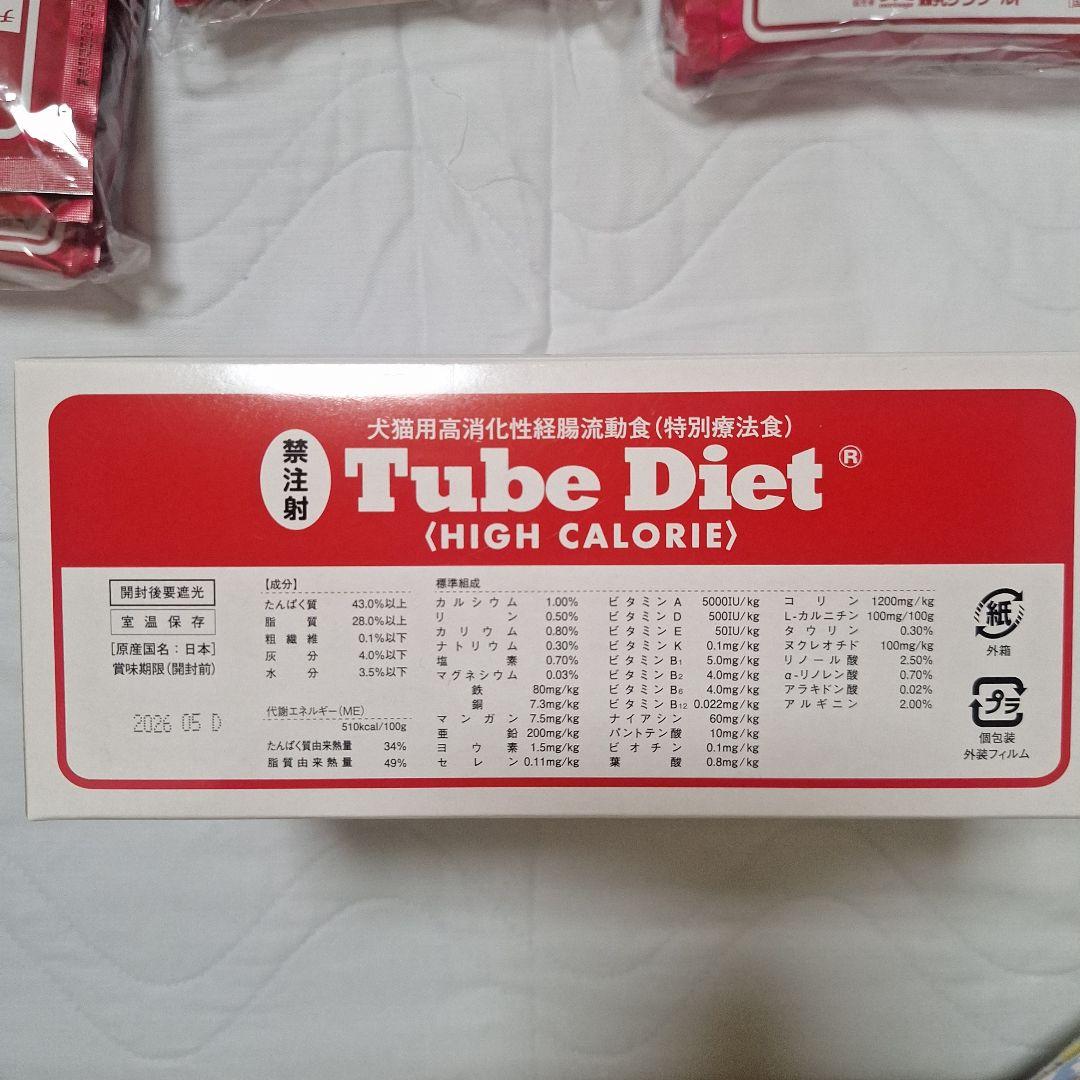 犬猫用高消化性経腸流動食(特別療法食)
禁注射
Tube Diet®
〈HIGH CALORIE〉
開封後要遮光
室温保存
[原産国名:日本]
賞味期限(開封前)
2026 05 D
【成分】
たんぱく質 43.0%以上
脂質 28.0%以上
粗繊維 0.1%以下
灰分 4.0%以下
水分 3.5%以下
代謝エネルギー(ME)
510kcal/100g
たんぱく質由来熱量 34%
脂質由来熱量 49%
標準組成
カルシウム 1.00%
リン 0.50%
カリウム 0.80%
ナトリウム 0.30%
塩素 0.70%
マグネシウム 0.03%
鉄 80mg/kg
銅 7.3mg/kg
マンガン 7.5mg/kg
亜鉛 200mg/kg
ヨウ素 1.5mg/kg
セレン 0.11mg/kg
ビタミンA 5000IU/kg
ビタミンD 500IU/kg
ビタミンE 50IU/kg
ビタミンK 0.1mg/kg
ビタミンB1 5.0mg/kg
ビタミンB2 4.0mg/kg
ビタミンB6 4.0mg/kg
ビタミンB12 0.022mg/kg
ナイアシン 60mg/kg
パントテン酸 10mg/kg
ビオチン 0.1mg/kg
葉酸 0.8mg/kg
コリン 1200mg/kg
L-カルニチン 100mg/100g
タウリン 0.30%
ヌクレオチド 100mg/kg
リノール酸 2.50%
α-リノレン酸 0.70%
アラキドン酸 0.02%
アルギニン 2.00%
紙
外箱
プラ
個包装
外装フィルム